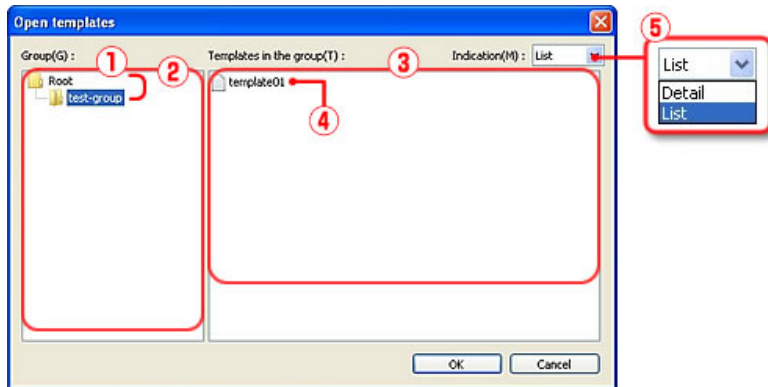 Open templates
Group(G) :
Templates in the group(T) :
Indication(M) : List
1
2
3
4
5
Root
test-group
template01
List
Detail
List
OK
Cancel